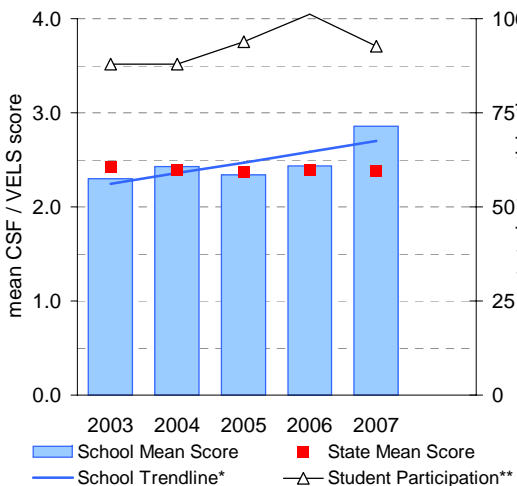 4.0
3.0
2.0
1.0
0.0
mean CSF / VELS score
75
50
25
0
2003 2004 2005 2006 2007
School Mean Score
State Mean Score
School Trendline*
Student Participation**